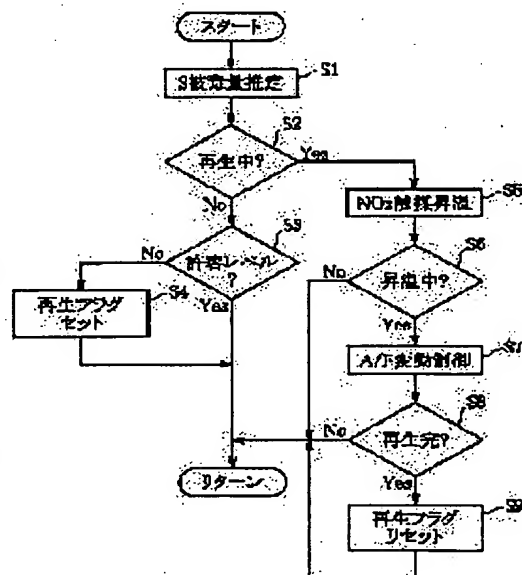 スタート
S被毒量推定
S1
再生中?
S2
Yes
No
許容レベル
?
S3
No
Yes
再生フラグ
セット
S4
NOx触媒昇温
S5
昇温中?
S6
No
Yes
A/F変動制御
S7
再生完?
S8
No
Yes
再生フラグ
リセット
S9
リターン